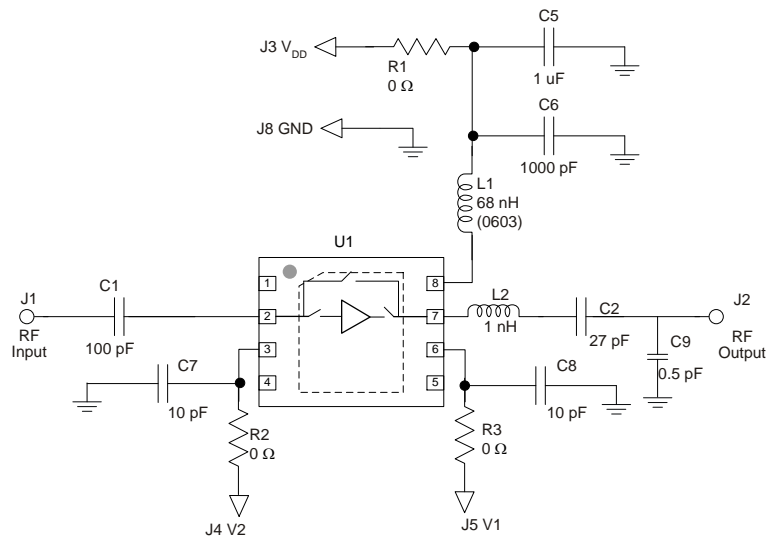 C5
J3 VDD
R1
0 Ω
1 uF
C6
J8 GND
1000 pF
L1
68 nH
(0603)
U1
1
8
J1
C1
L2
C2
J2
2
7
RF
Input
100 pF
1 nH
27 pF
C9
RF
Output
3
6
0.5 pF
C7
C8
4
5
10 pF
10 pF
R2
0 Ω
R3
0 Ω
J4 V2
J5 V1